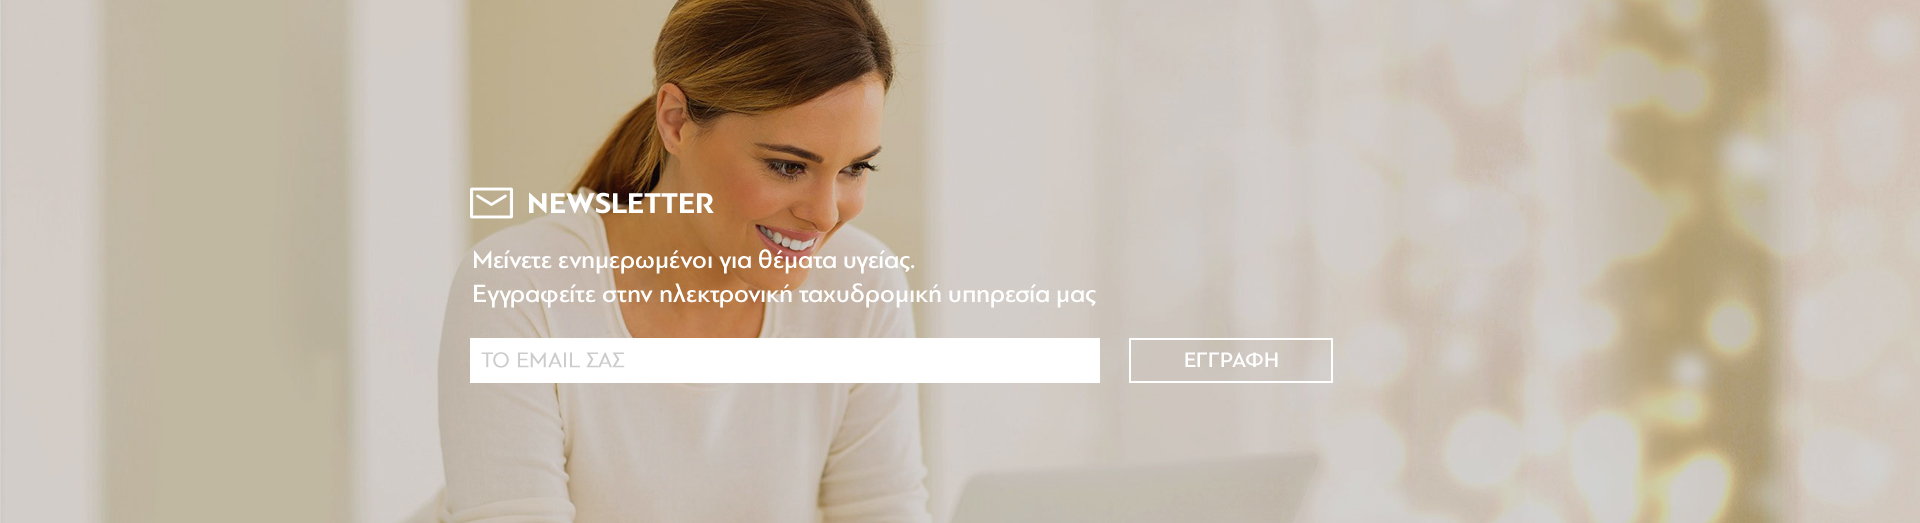 NEWSLETTER
Μείνετε ενημερωμένοι για θέματα υγείας.
Εγγραφείτε στην ηλεκτρονική ταχυδρομική υπηρεσία μας
ΤΟ EMAIL ΣΑΣ
ΕΓΓΡΑΦΗ